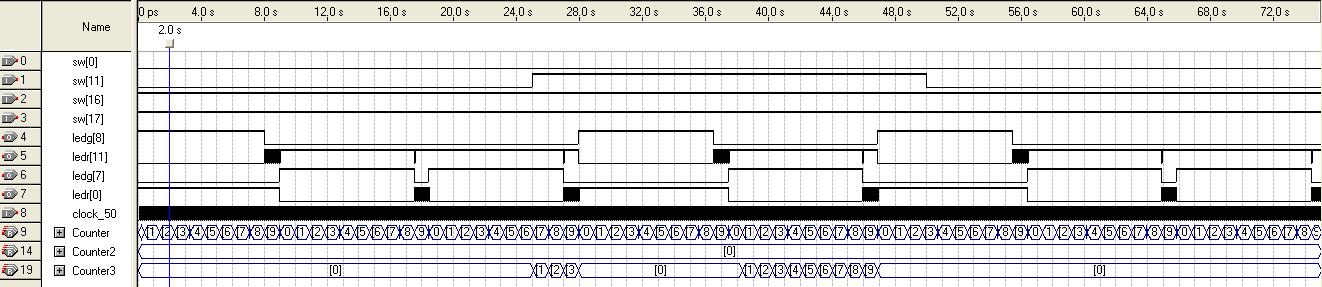 Name
0 ps 4.0 s 8.0 s 12.0 s 16.0 s 20.0 s 24.0 s 28.0 s 32.0 s 36.0 s 40.0 s 44.0 s 48.0 s 52.0 s 56.0 s 60.0 s 64.0 s 68.0 s 72.0 s
2.0 s
0 sw[0]
1 sw[11]
2 sw[16]
3 sw[17]
4 ledg[8]
5 ledr[11]
6 ledg[7]
7 ledr[0]
8 clock_50
9 Counter [1] [2] [3] [4] [5] [6] [7] [8] [9] [0] [1] [2] [3] [4] [5] [6] [7] [8] [9] [0] [1] [2] [3] [4] [5] [6] [7] [8] [9] [0] [1] [2] [3] [4] [5] [6] [7] [8] [9] [0] [1] [2] [3] [4] [5] [6] [7] [8] [9] [0] [1] [2] [3] [4] [5] [6] [7] [8] [9] [0] [1] [2] [3] [4] [5] [6] [7] [8] [9] [0] [1] [2] [3] [4] [5] [6] [7] [8]
14 Counter2 [0]
19 Counter3 [0] [1] [2] [3] [0] [1] [2] [3] [4] [5] [6] [7] [8] [9] [0]